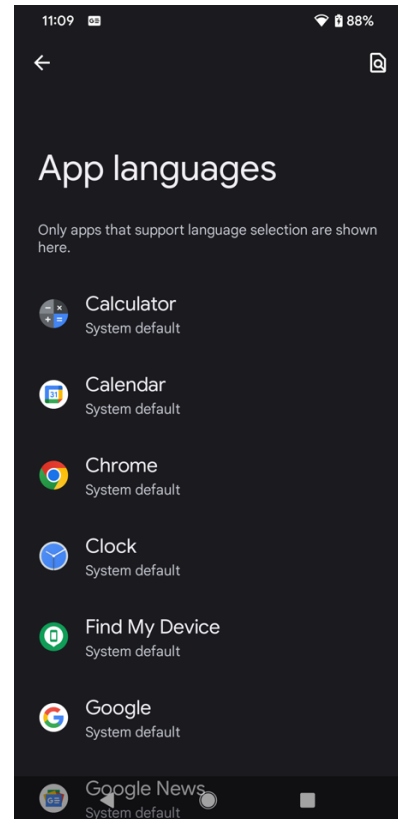 11:09 88%
App languages
Only apps that support language selection are shown
here.
Calculator
System default
Calendar
System default
Chrome
System default
Clock
System default
Find My Device
System default
Google
System default
Google News
System default